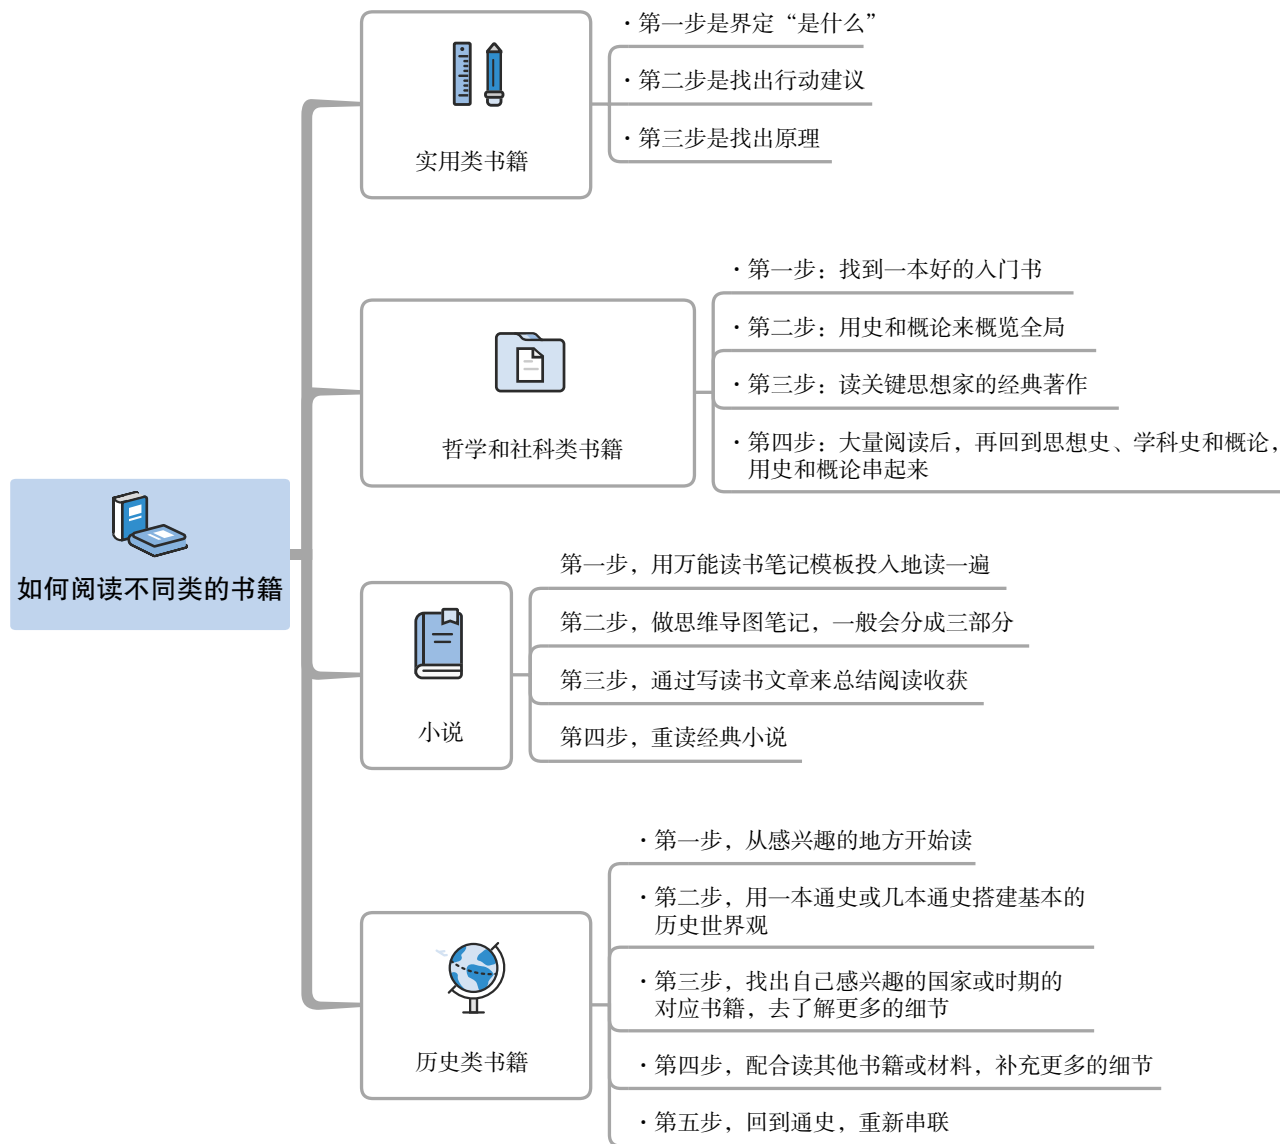 如何阅读不同类的书籍
实用类书籍
·第一步是界定“是什么”
·第二步是找出行动建议
·第三步是找出原理
哲学和社科类书籍
·第一步：找到一本好的入门书
·第二步：用史和概论来概览全局
·第三步：读关键思想家的经典著作
·第四步：大量阅读后，再回到思想史、学科史和概论，
用史和概论串起来
小说
第一步，用万能读书笔记模板投入地读一遍
第二步，做思维导图笔记，一般会分成三部分
第三步，通过写读书文章来总结阅读收获
第四步，重读经典小说
历史类书籍
·第一步，从感兴趣的地方开始读
·第二步，用一本通史或几本通史搭建基本的
历史世界观
·第三步，找出自己感兴趣的国家或时期的
对应书籍，去了解更多的细节
·第四步，配合读其他书籍或材料，补充更多的细节
·第五步，回到通史，重新串联